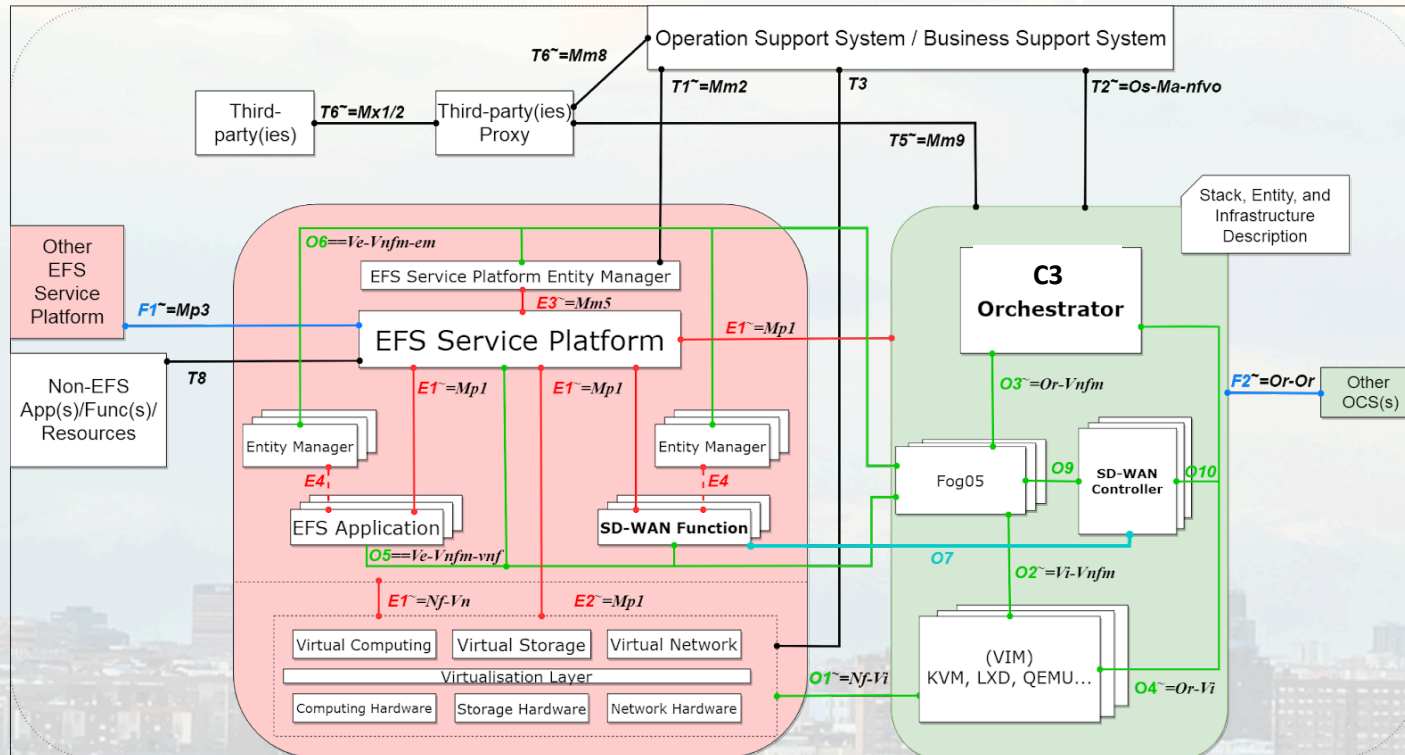 Operation Support System / Business Support System
T6~=Mm8
T1~=Mm2
T3
T2~=Os-Ma-nfvo
Third-
party(ies)
T6~=Mx1/2
Third-party(ies)
Proxy
T5~=Mm9
Stack, Entity, and
Infrastructure
Description
Other
EFS
Service
Platform
O6==Ve-Vnfm-em
EFS Service Platform Entity Manager
C3
Orchestrator
F1~=Mp3
E3~=Mm5
EFS Service Platform
E1~=Mp1
T8
Non-EFS
App(s)/Func(s)/
Resources
E1~=Mp1
E1~=Mp1
O3~=Or-Vnfm
F2~=Or-Or
Other
OCS(s)
Entity Manager
Entity Manager
E4
E4
Fog05
O9
SD-WAN
Controller
O10
EFS Application
SD-WAN Function
O5==Ve-Vnfm-vnf
O7
O2~=Vi-Vnfm
E1~=Nf-Vn
E2~=Mp1
Virtual Computing
Virtual Storage
Virtual Network
Virtualisation Layer
(VIM)
KVM, LXD, QEMU...
O1~=Nf-Vi
O4~=Or-Vi
Computing Hardware
Storage Hardware
Network Hardware